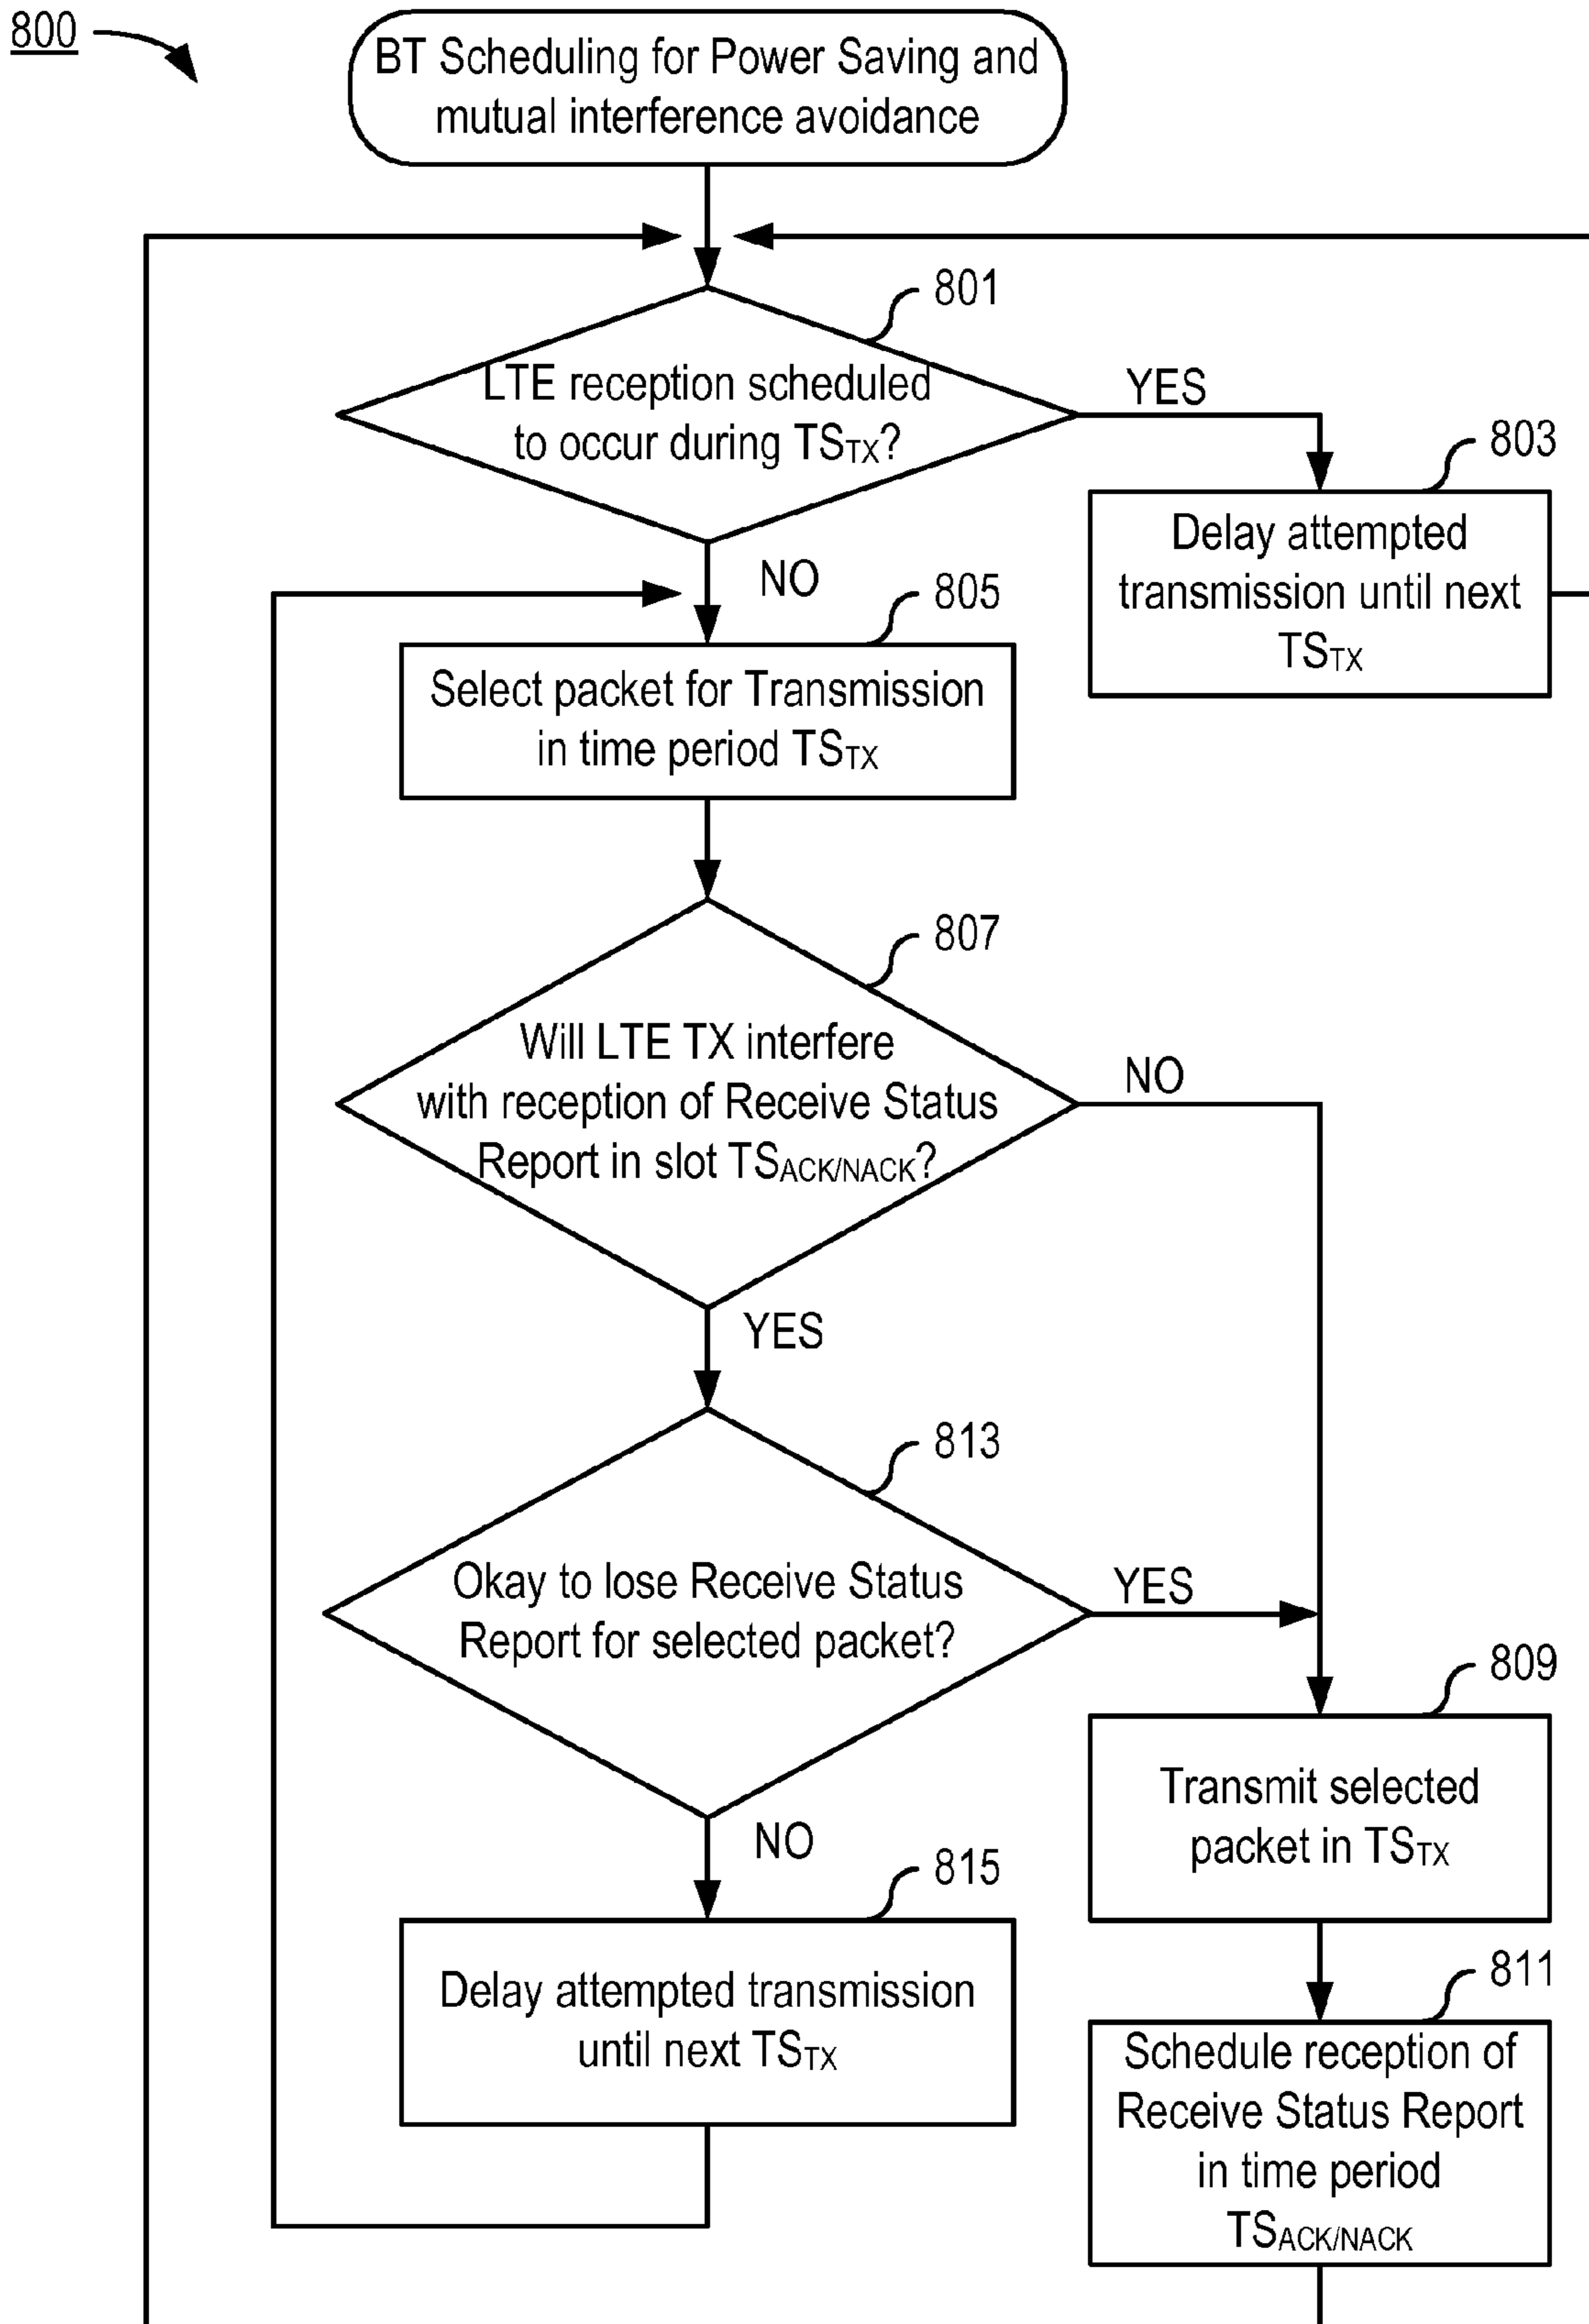 800
BT Scheduling for Power Saving and
mutual interference avoidance
801
LTE reception scheduled
to occur during TSTX?
YES
803
Delay attempted
transmission until next
TSTX
NO
805
Select packet for Transmission
in time period TSTX
807
Will LTE TX interfere
with reception of Receive Status
Report in slot TSACK/NACK?
NO
YES
813
Okay to lose Receive Status
Report for selected packet?
YES
809
Transmit selected
packet in TSTX
NO
815
Delay attempted transmission
until next TSTX
811
Schedule reception of
Receive Status Report
in time period
TSACK/NACK